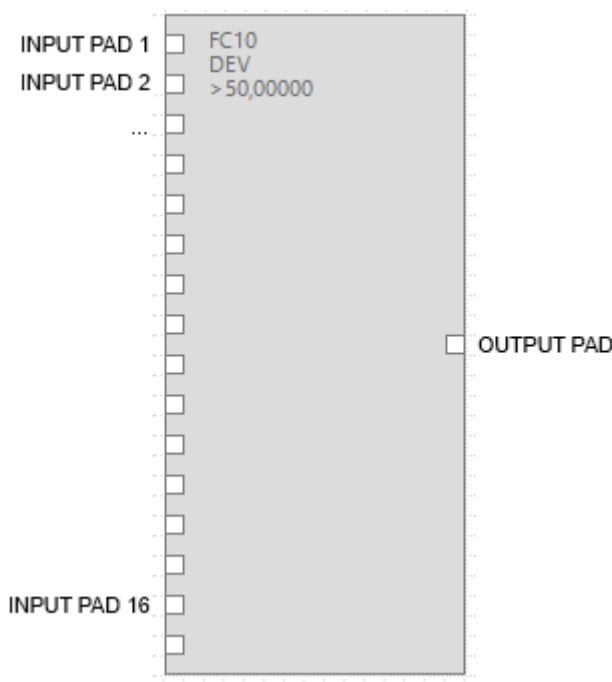 INPUT PAD 1
FC10
INPUT PAD 2
DEV
>50,00000
...
OUTPUT PAD
INPUT PAD 16